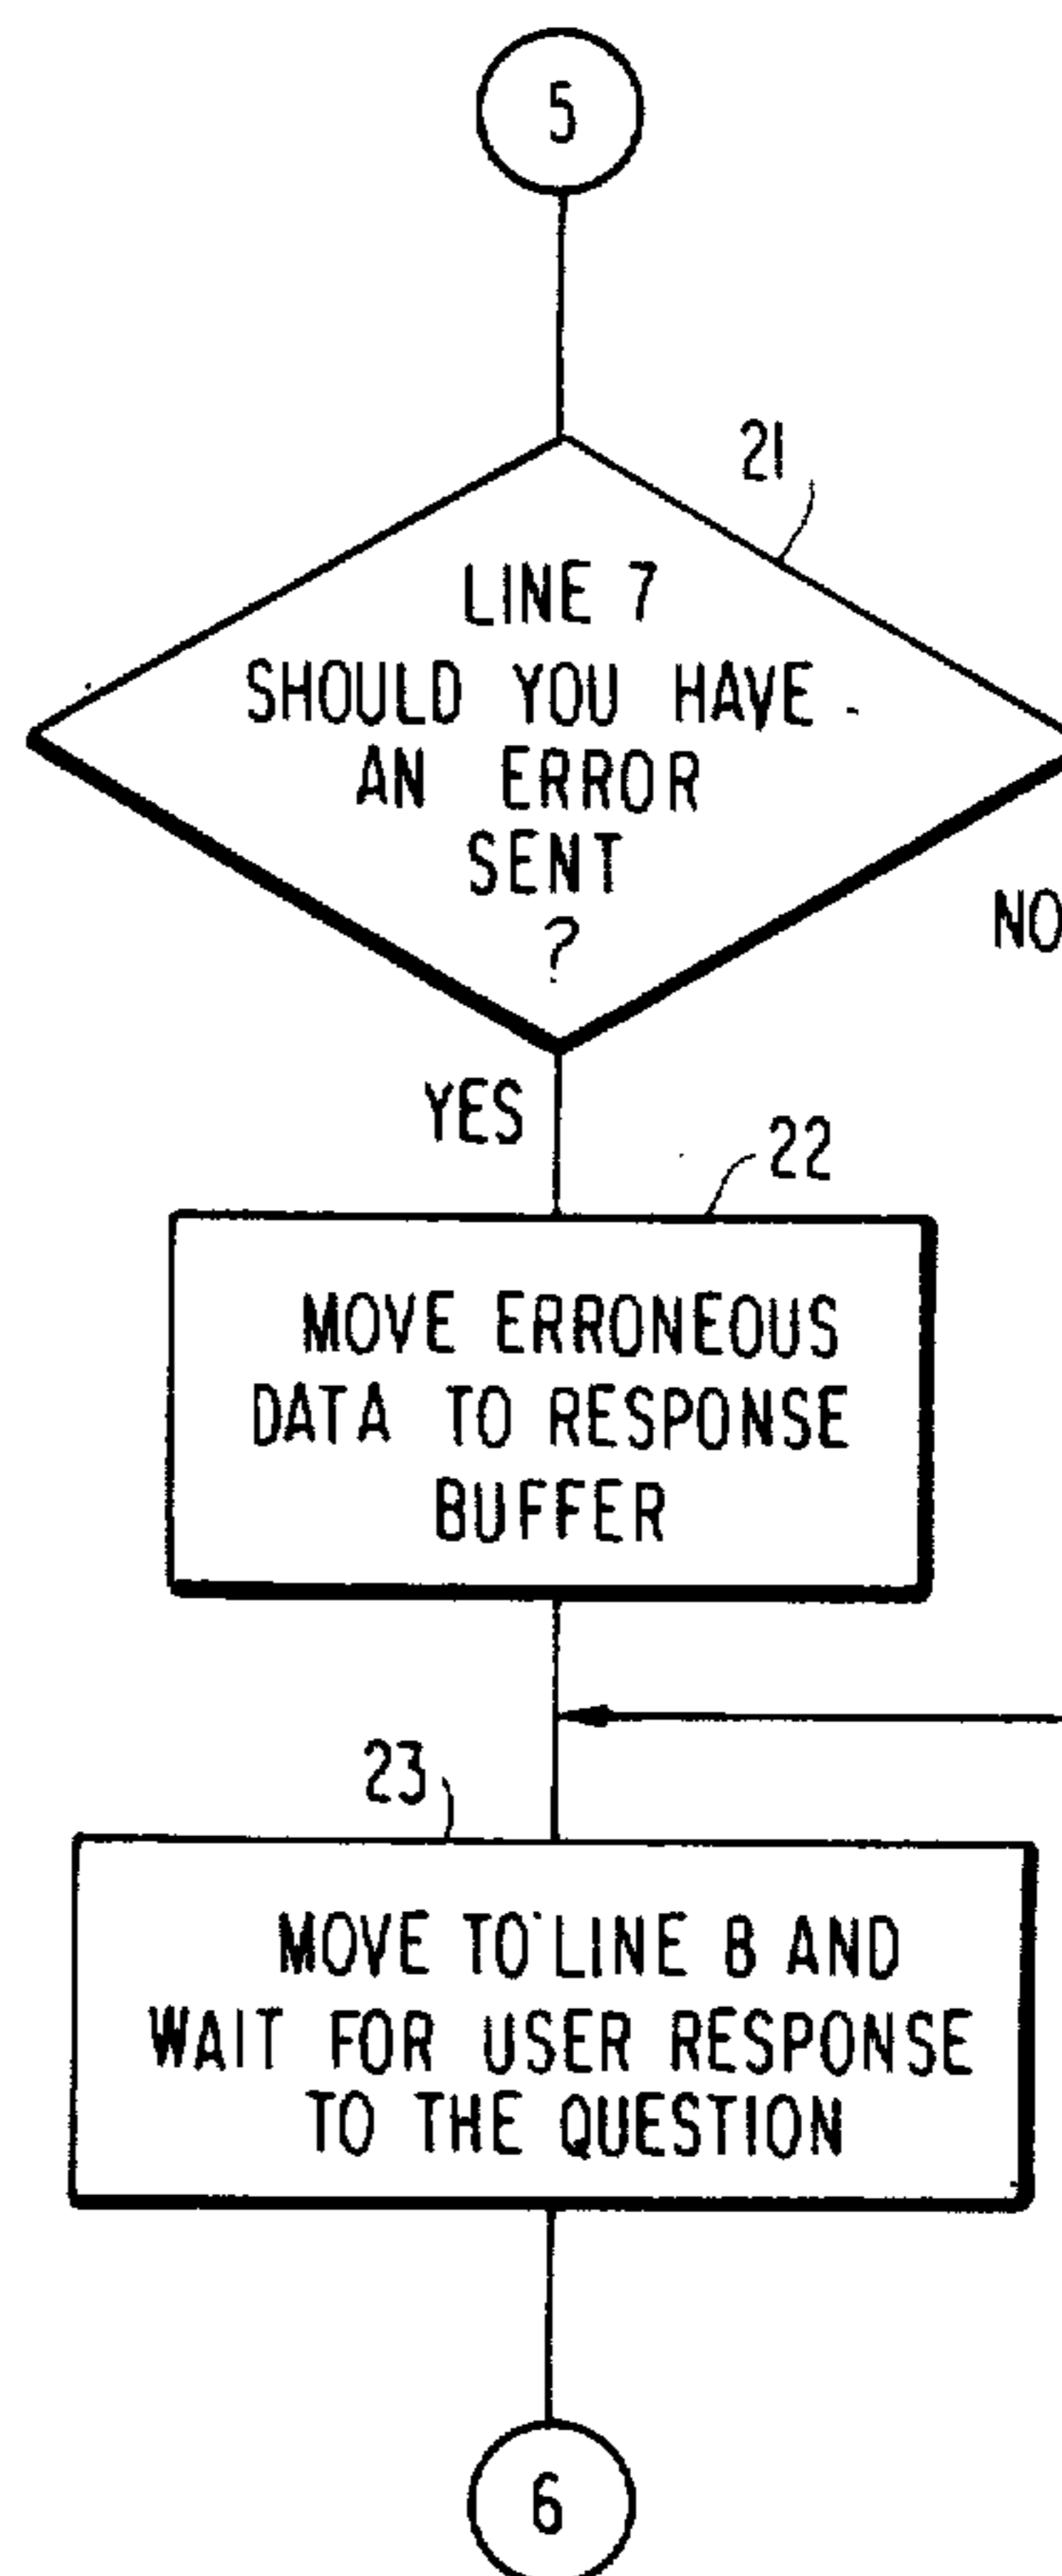 5
21
LINE 7
SHOULD YOU HAVE
AN ERROR
SENT
?
NO
YES
22
MOVE ERRONEOUS
DATA TO RESPONSE
BUFFER
23
MOVE TO LINE 8 AND
WAIT FOR USER RESPONSE
TO THE QUESTION
6